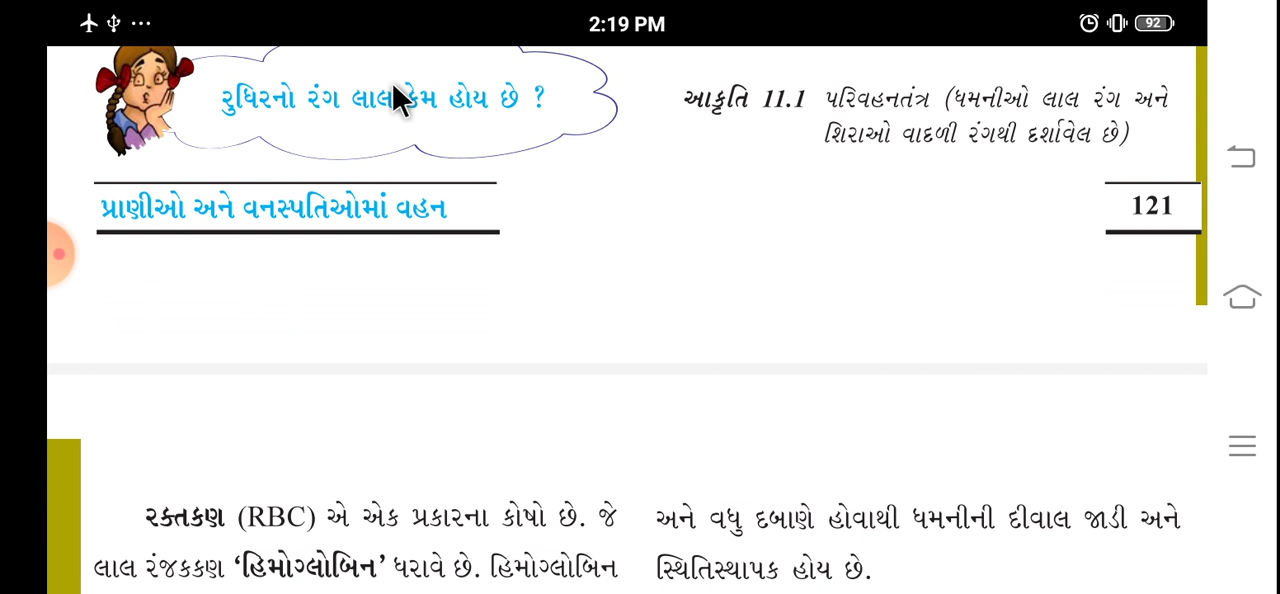 2:19 PM
92
રુધિરનો રંગ લાલ કેમ હોય છે ?
આકૃતિ 11.1 પરિવહનતંત્ર (ધમનીઓ લાલ રંગ અને
શિરાઓ વાદળી રંગથી દર્શાવેલ છે)
પ્રાણીઓ અને વનસ્પતિઓમાં વહન
121
રક્તકણ (RBC) એ એક પ્રકારના કોષો છે. જે
લાલ રંજકકણ ‘હિમોગ્લોબિન’ ધરાવે છે. હિમોગ્લોબિન
અને વધુ દબાણે હોવાથી ધમનીની દીવાલ જાડી અને
સ્થિતિસ્થાપક હોય છે.